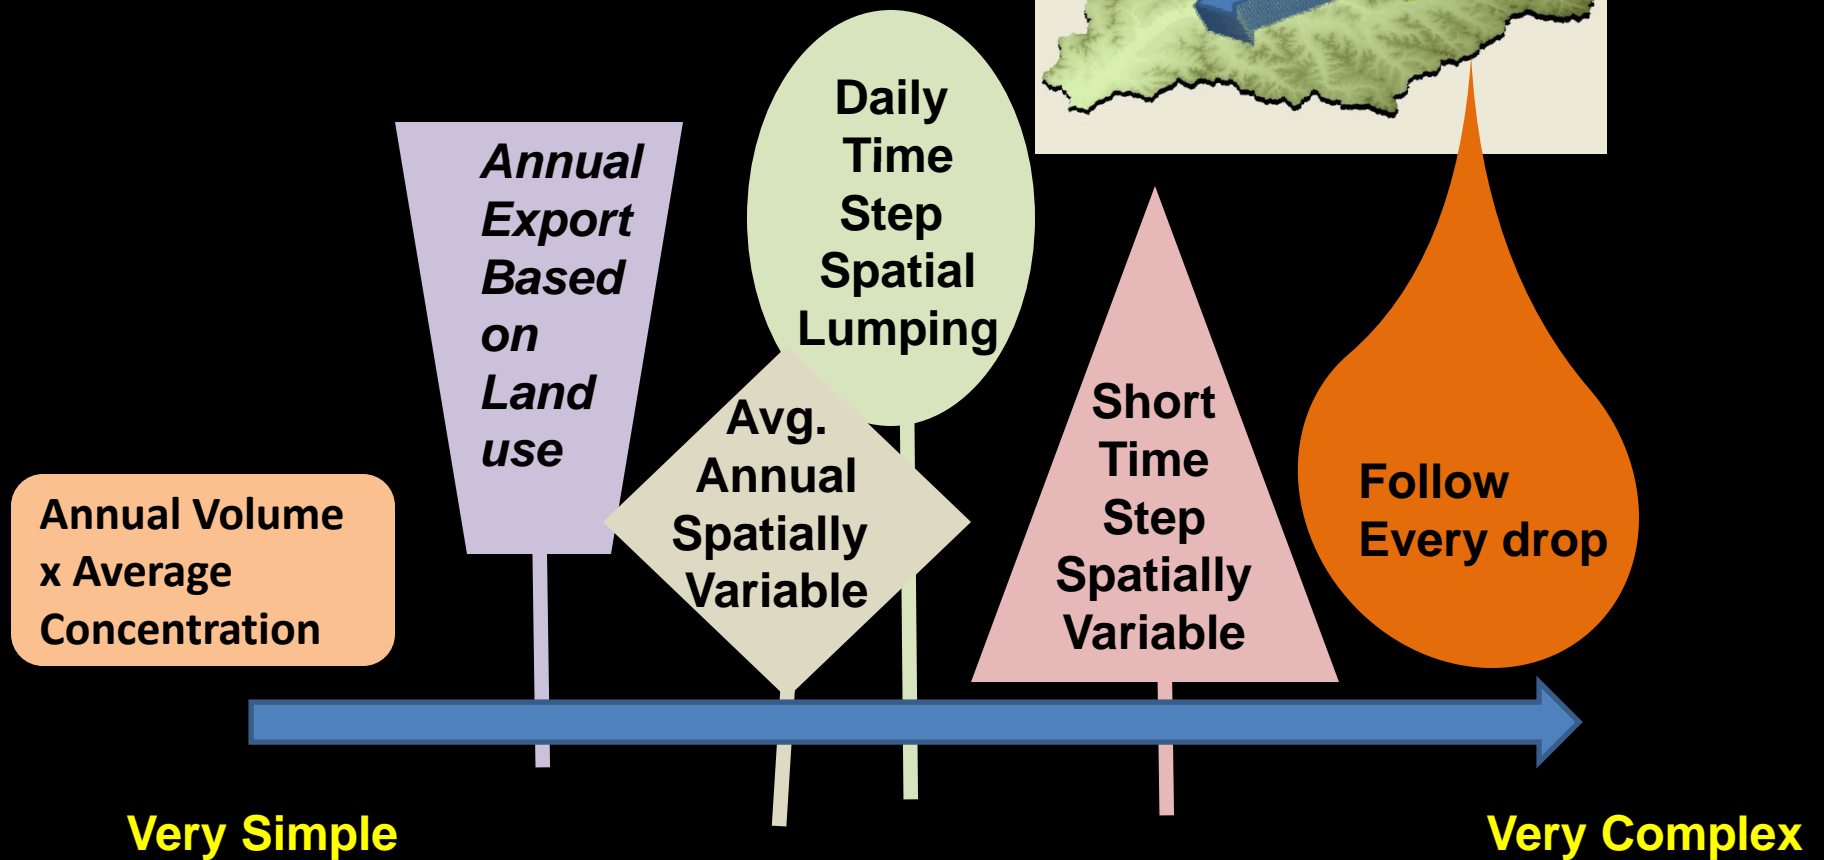 Annual Volume
x Average
Concentration
Annual
Export
Based
on
Land
use
Avg.
Annual
Spatially
Variable
Daily
Time
Step
Spatial
Lumping
Short
Time
Step
Spatially
Variable
Follow
Every drop
Very Simple
Very Complex